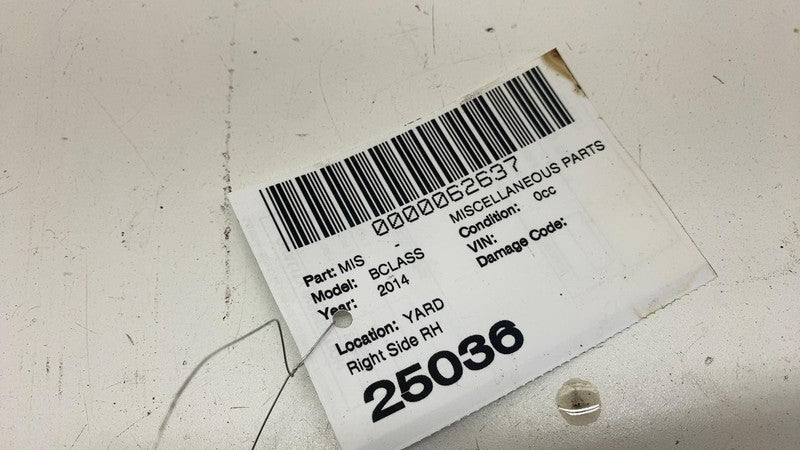 0000062637
Part: MIS - MISCELLANEOUS PARTS
Model: BCLASS Condition: 0cc
Year: 2014 VIN:
Damage Code:
Location: YARD
Right Side RH
25036